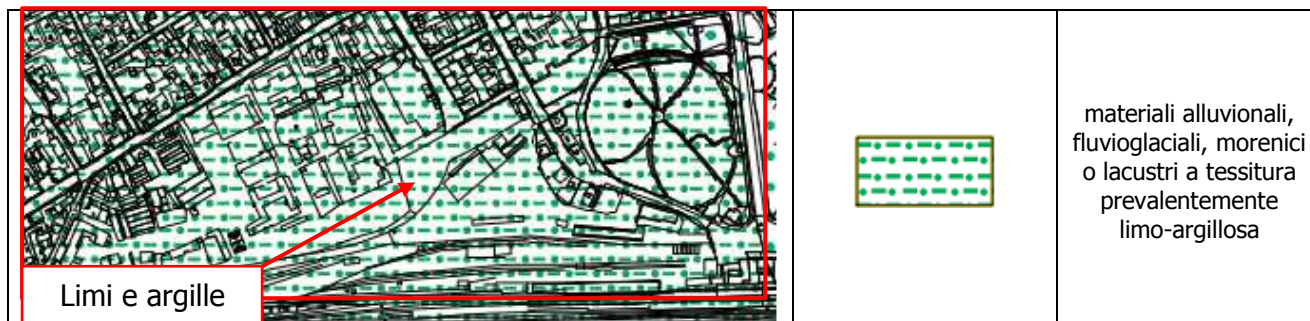 Limi e argille
materiali alluvionali,
fluvioglaciali, morenici
o lacustri a tessitura
prevalentemente
limo-argillosa